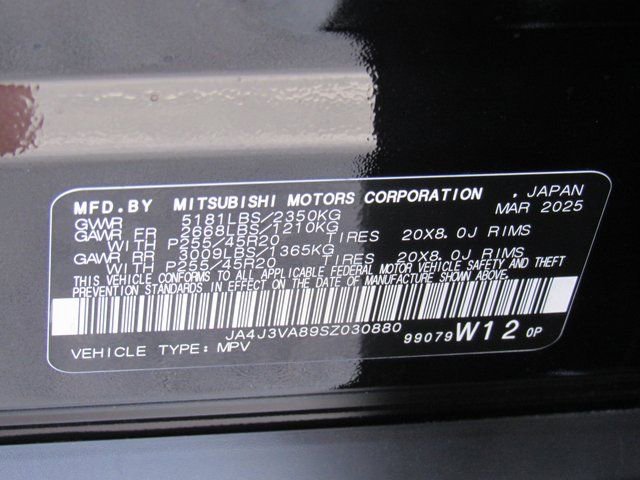 MFD.BY MITSUBISHI MOTORS CORPORATION , JAPAN
GVWR 5181LBS/2350KG MAR 2025
GAWR FR 2668LBS/1210KG
WITH P255/45R20 TIRES 20X8.0J RIMS
GAWR RR 3009LBS/1365KG
WITH P255/45R20 TIRES 20X8.0J RIMS
THIS VEHICLE CONFORMS TO ALL APPLICABLE FEDERAL MOTOR VEHICLE SAFETY AND THEFT
PREVENTION STANDARDS IN EFFECT ON THE DATE OF MANUFACTURE SHOWN ABOVE.
JA4J3VA89SZ030880
99079 W12 0P
VEHICLE TYPE: MPV